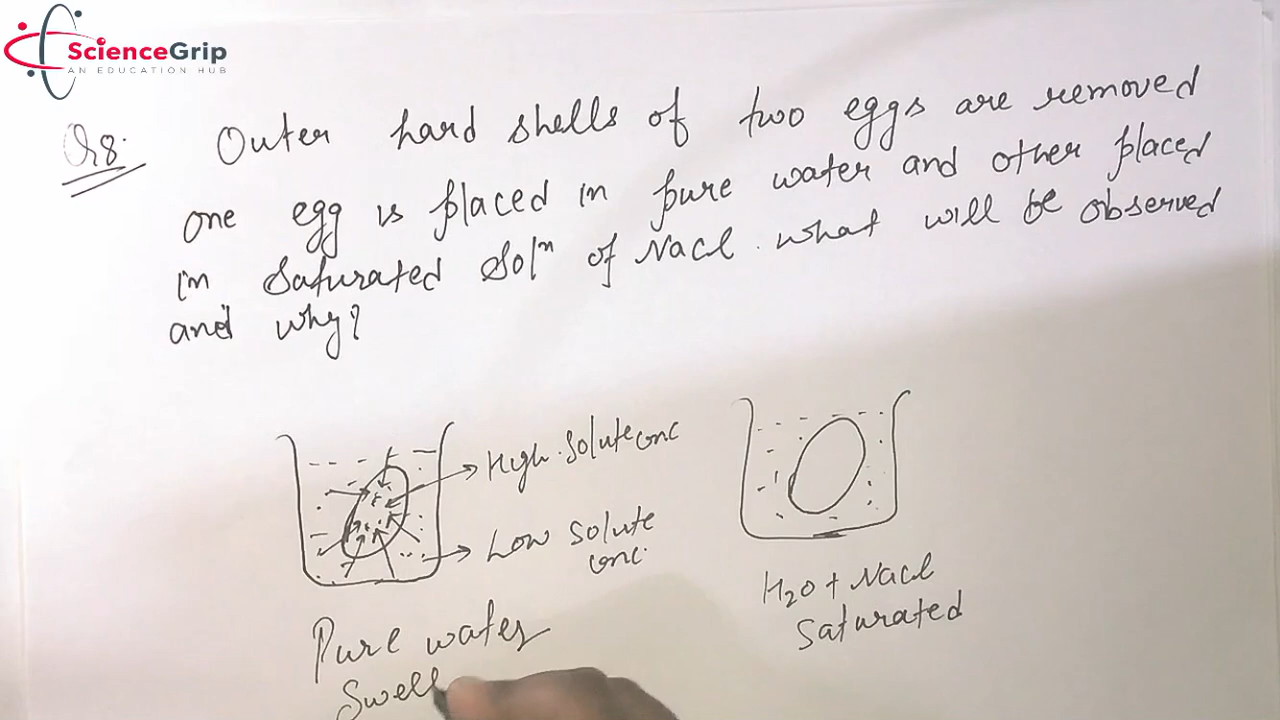 ScienceGrip
AN EDUCATION HUB
Q8. Outer hard shells of two eggs are removed
one egg is placed in pure water and other placed
in saturated solⁿ of NaCl. what will be observed
and why?
High solute conc
Low solute
conc.
Pure water
Swell
H₂O + NaCl
Saturated